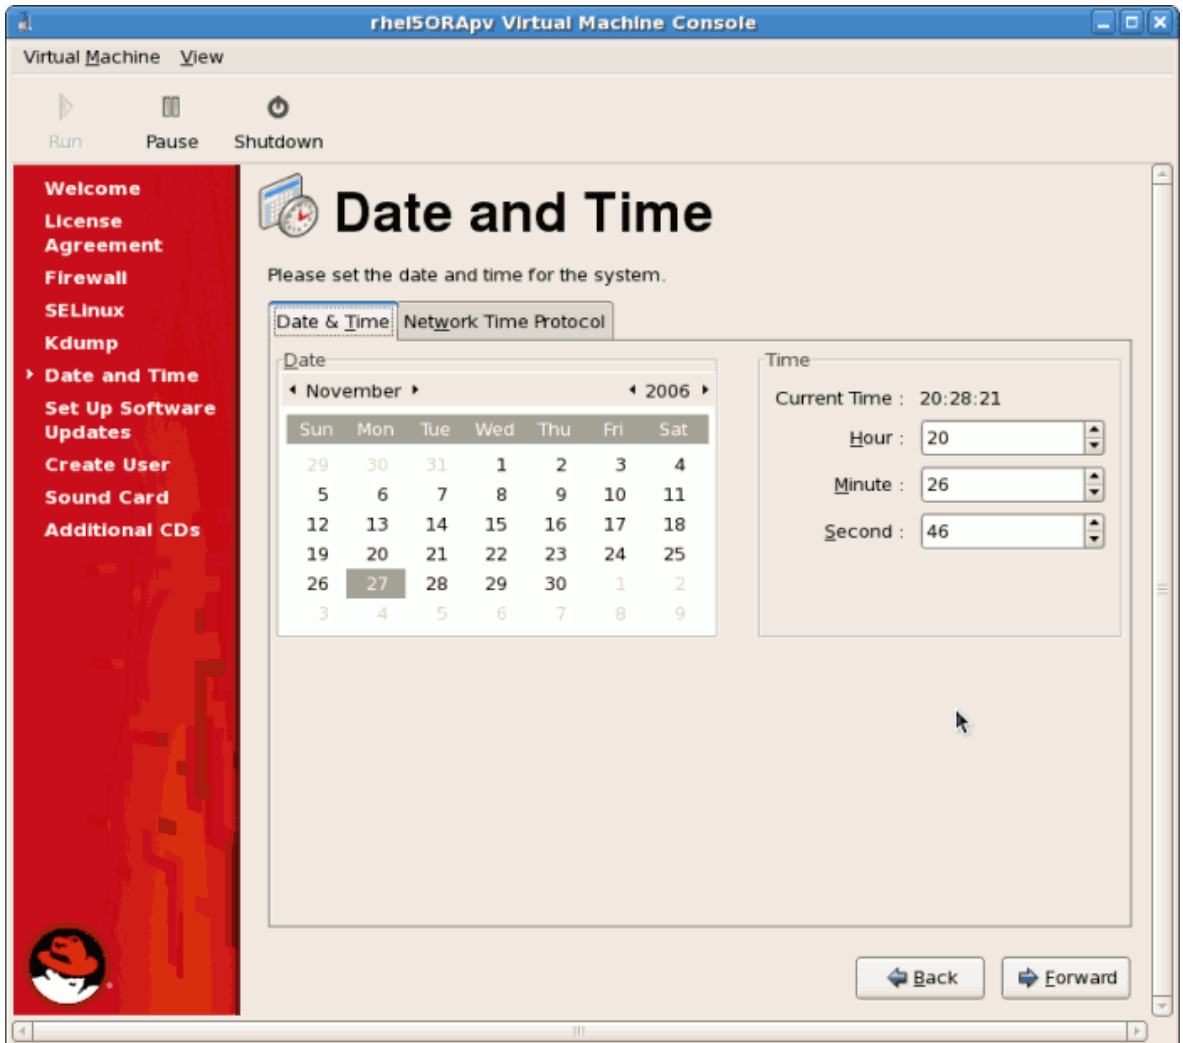 rhel5ORApv Virtual Machine Console
Virtual Machine View
Run Pause Shutdown
Welcome
License
Agreement
Firewall
SELinux
Kdump
Date and Time
Set Up Software
Updates
Create User
Sound Card
Additional CDs
Date and Time
Please set the date and time for the system.
Date & Time Network Time Protocol
Date
November 2006
Sun Mon Tue Wed Thu Fri Sat
29 30 31 1 2 3 4
5 6 7 8 9 10 11
12 13 14 15 16 17 18
19 20 21 22 23 24 25
26 27 28 29 30 1 2
3 4 5 6 7 8 9
Time
Current Time : 20:28:21
Hour : 20
Minute : 26
Second : 46
Back Forward